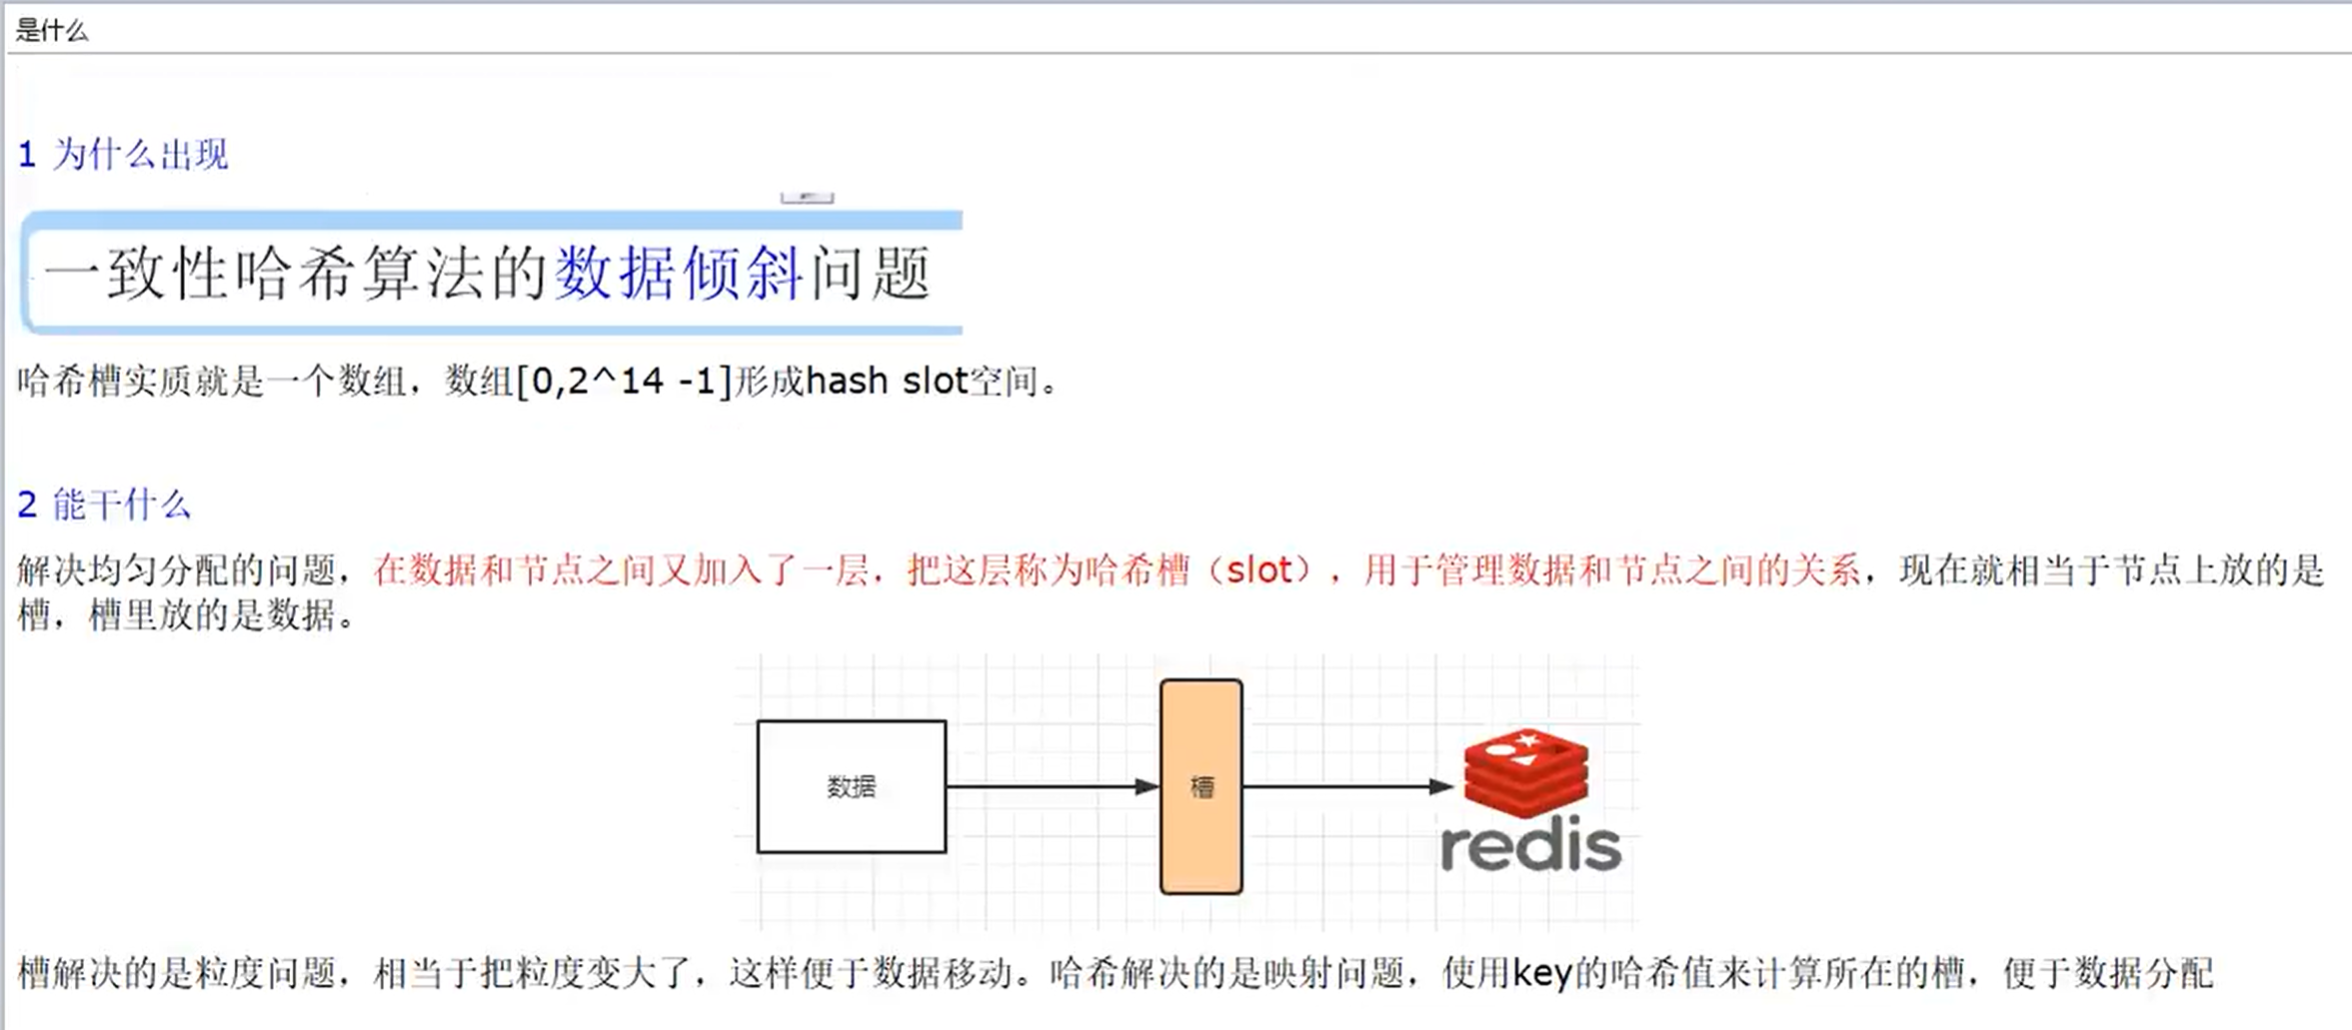 是什么
1 为什么出现
一致性哈希算法的数据倾斜问题
哈希槽实质就是一个数组，数组[0,2^14 -1]形成hash slot空间。
2 能干什么
解决均匀分配的问题，在数据和节点之间又加入了一层，把这层称为哈希槽（slot），用于管理数据和节点之间的关系，现在就相当于节点上放的是
槽，槽里放的是数据。
数据
槽
redis
槽解决的是粒度问题，相当于把粒度变大了，这样便于数据移动。哈希解决的是映射问题，使用key的哈希值来计算所在的槽，便于数据分配